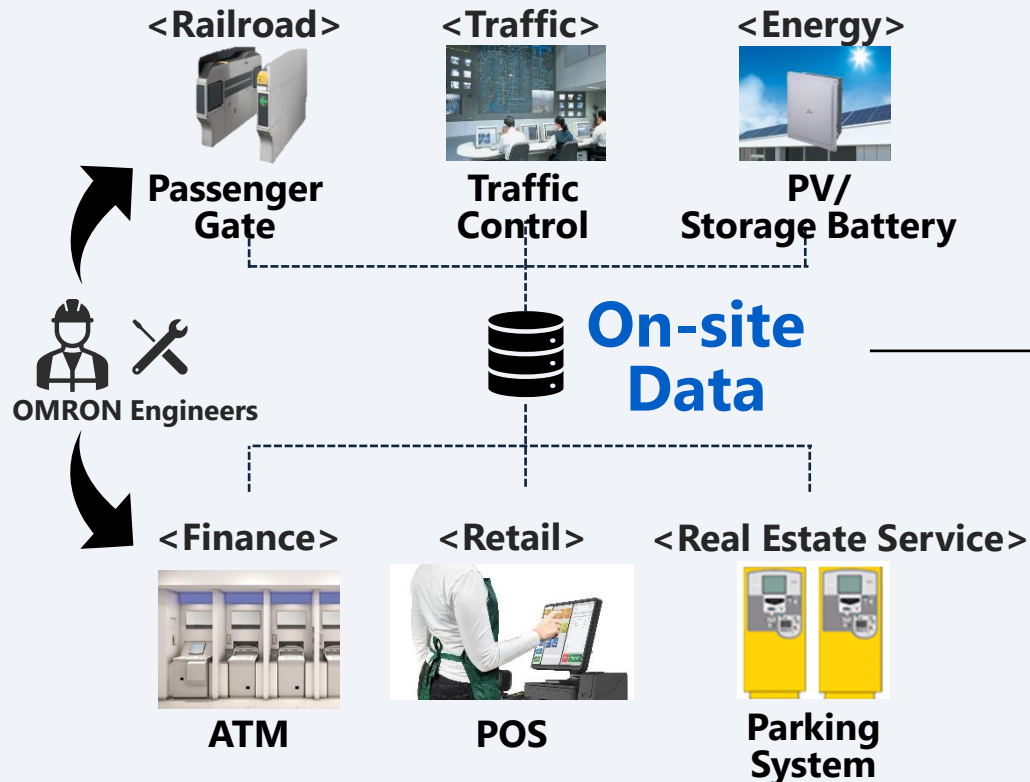 <Railroad>
<Traffic>
<Energy>
Passenger
Gate
Traffic
Control
PV/
Storage Battery
On-site
Data
OMRON Engineers
<Finance>
<Retail>
<Real Estate Service>
ATM
POS
Parking
System